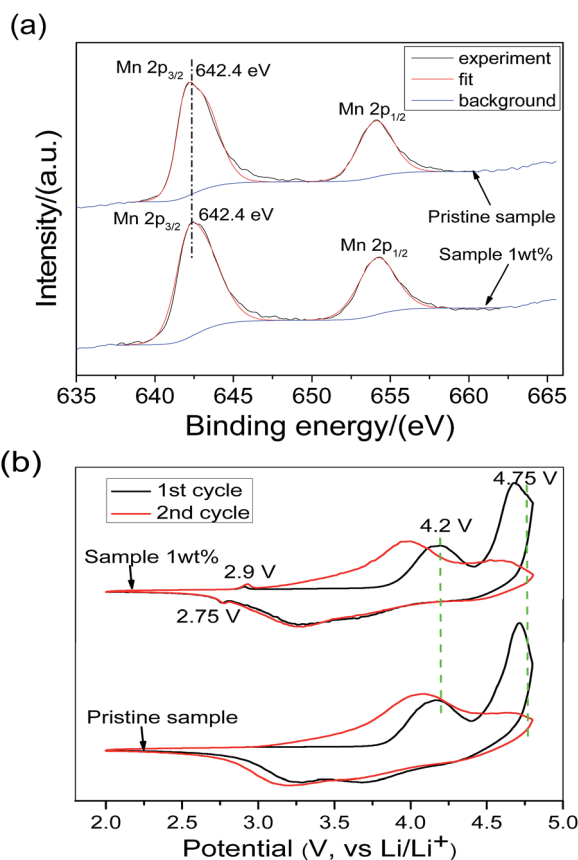 (a)
Mn 2p3/2
642.4 eV
Mn 2p1/2
experiment
fit
background
Pristine sample
Mn 2p3/2
642.4 eV
Mn 2p1/2
Sample 1wt%
Intensity/(a.u.)
635 640 645 650 655 660 665
Binding energy/(eV)
(b)
1st cycle
2nd cycle
4.75 V
4.2 V
Sample 1wt%
2.9 V
2.75 V
Pristine sample
2.0 2.5 3.0 3.5 4.0 4.5 5.0
Potential (V, vs Li/Li+)